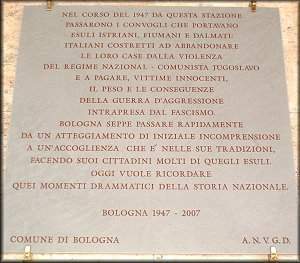 NEL CORSO DEL 1947 DA QUESTA STAZIONE
PASSARONO I CONVOGLI CHE PORTAVANO
ESULI ISTRIANI, FIUMANI E DALMATI:
ITALIANI COSTRETTI AD ABBANDONARE
LE LORO CASE DALLA VIOLENZA
DEL REGIME NAZIONAL - COMUNISTA JUGOSLAVO
E A PAGARE, VITTIME INNOCENTI,
IL PESO E LE CONSEGUENZE
DELLA GUERRA D'AGGRESSIONE
INTRAPRESA DAL FASCISMO.
BOLOGNA SEPPE PASSARE RAPIDAMENTE
DA UN ATTEGGIAMENTO DI INIZIALE INCOMPRENSIONE
A UN'ACCOGLIENZA CHE E' NELLE SUE TRADIZIONI,
FACENDO SUOI CITTADINI MOLTI DI QUEGLI ESULI.
OGGI VUOLE RICORDARE
QUEI MOMENTI DRAMMATICI DELLA STORIA NAZIONALE.
BOLOGNA 1947 - 2007
COMUNE DI BOLOGNA A. N. V. G. D.